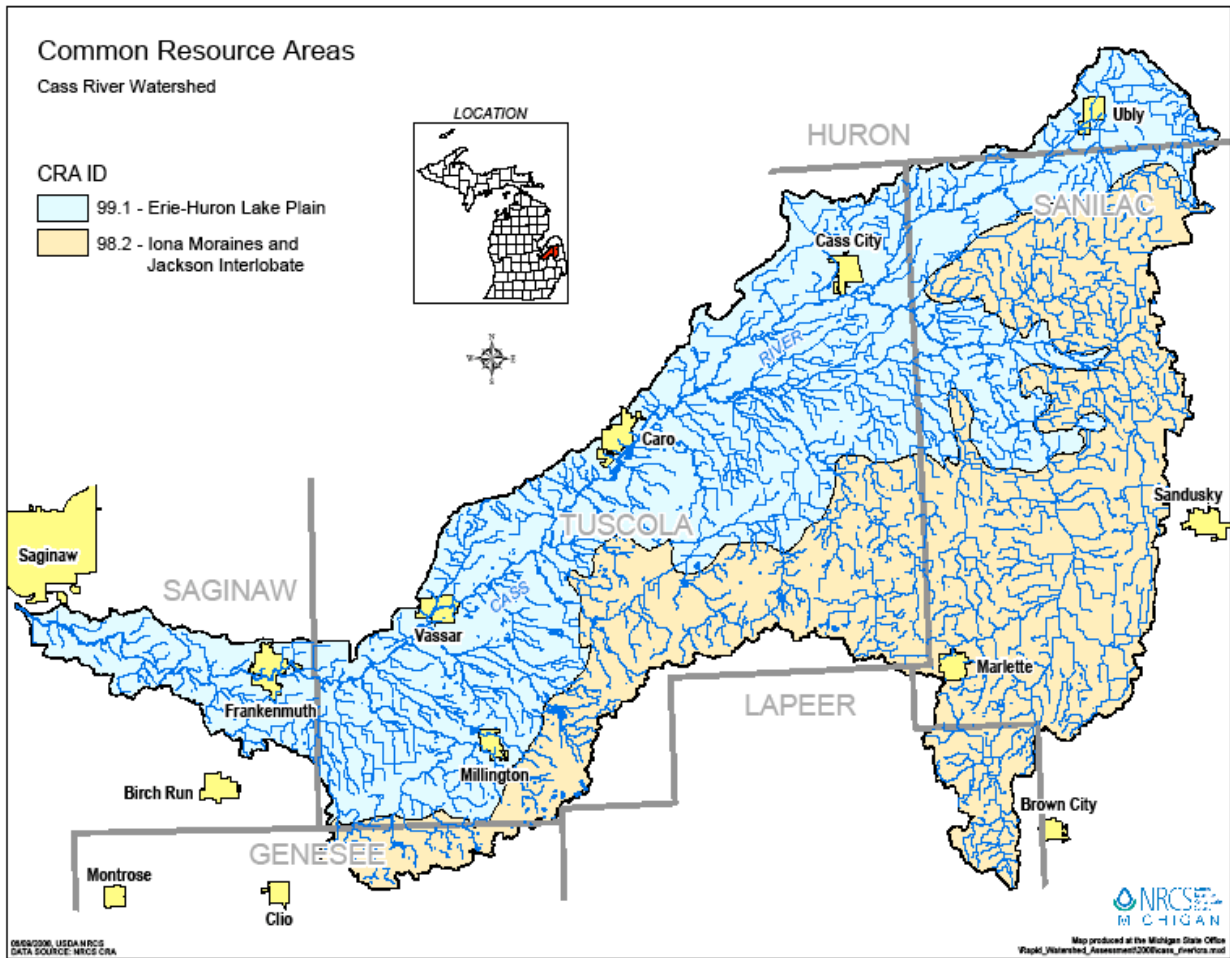 Common Resource Areas
Cass River Watershed
LOCATION
CRA ID
99.1 - Erie-Huron Lake Plain
98.2 - Iona Moraines and
Jackson Interlobate
HURON
Ubly
SANILAC
Cass City
RIVER
N
W
E
S
Caro
TUSCOLA
Sandusky
Saginaw
SAGINAW
CASS
Vassar
Marlette
Frankenmuth
LAPEER
Millington
Birch Run
Brown City
GENESEE
Montrose
Clio
NRCS
MICHIGAN
USDA NRCS
DATA SOURCE: NRCS CRA
Map produced at the Michigan State Office